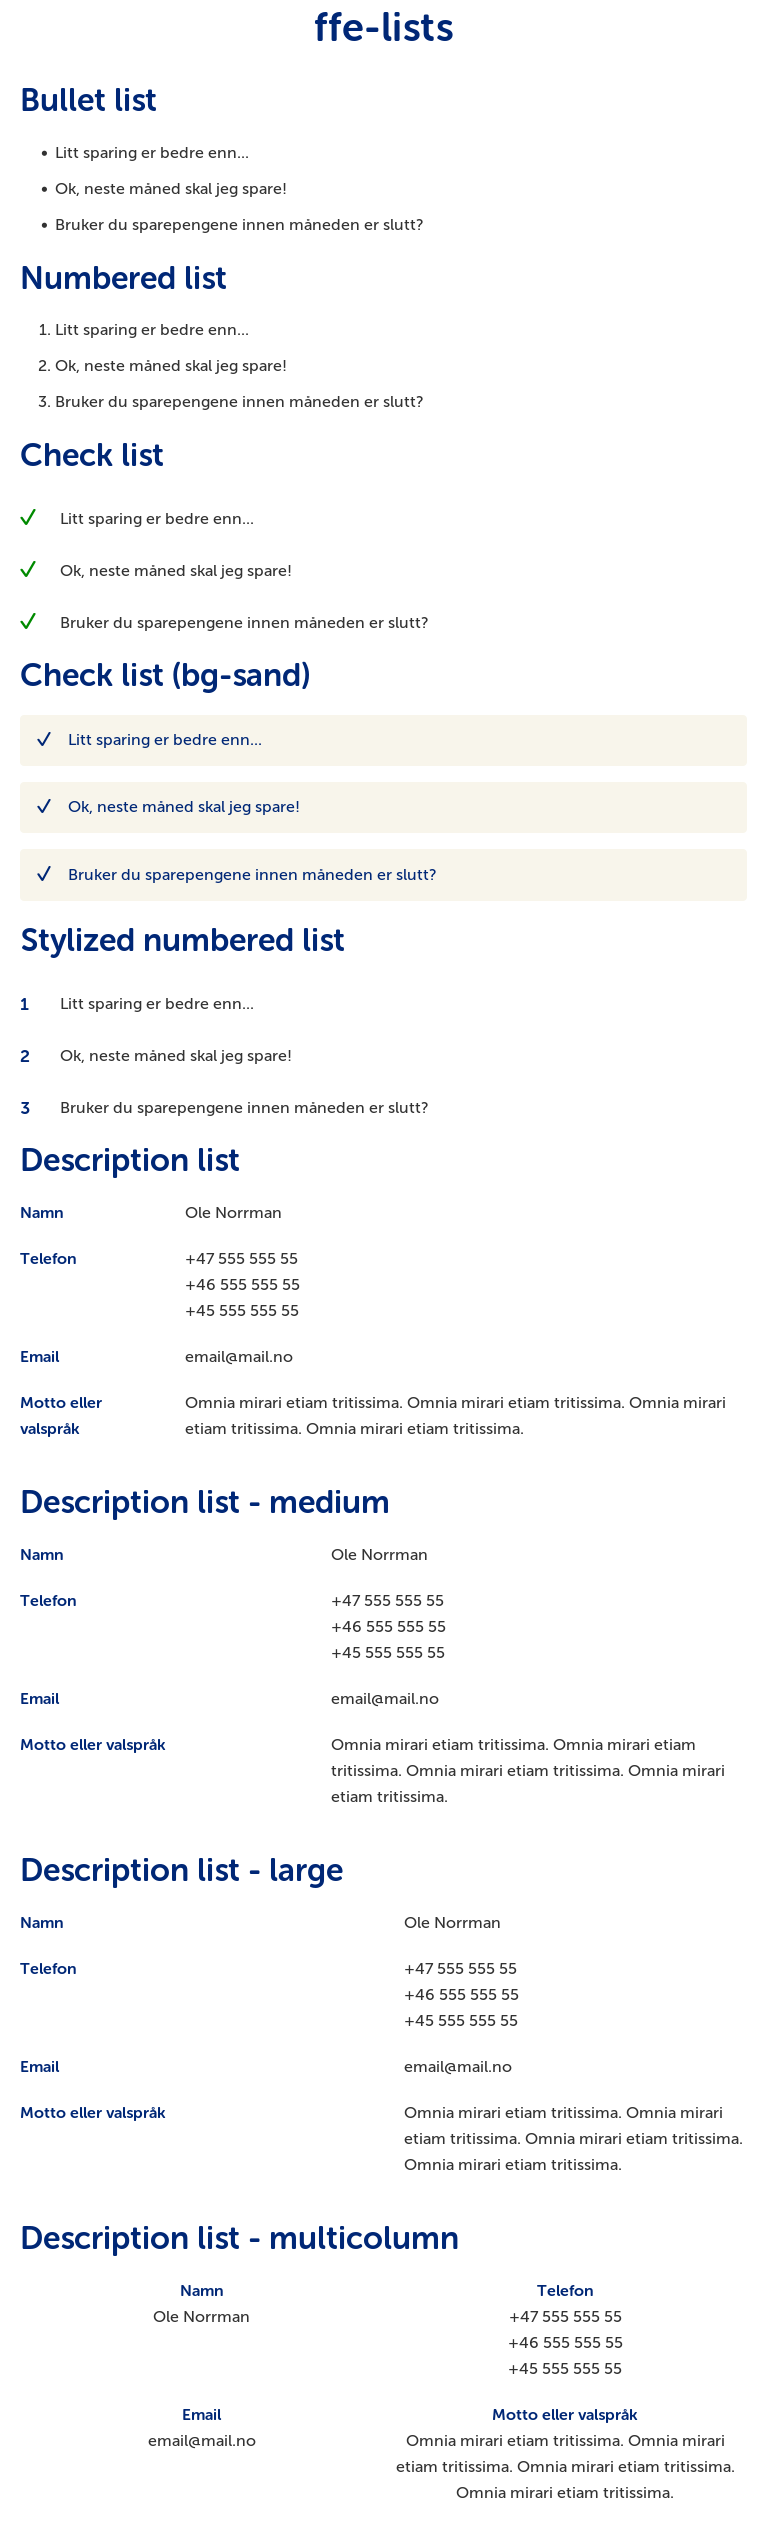 ffe-lists
Bullet list
• Litt sparing er bedre enn...
• Ok, neste måned skal jeg spare!
• Bruker du sparepengene innen måneden er slutt?
Numbered list
1. Litt sparing er bedre enn...
2. Ok, neste måned skal jeg spare!
3. Bruker du sparepengene innen måneden er slutt?
Check list
Litt sparing er bedre enn...
Ok, neste måned skal jeg spare!
Bruker du sparepengene innen måneden er slutt?
Check list (bg-sand)
Litt sparing er bedre enn...
Ok, neste måned skal jeg spare!
Bruker du sparepengene innen måneden er slutt?
Stylized numbered list
1 Litt sparing er bedre enn...
2 Ok, neste måned skal jeg spare!
3 Bruker du sparepengene innen måneden er slutt?
Description list
Namn Ole Norrman
Telefon +47 555 555 55
+46 555 555 55
+45 555 555 55
Email email@mail.no
Motto eller Omnia mirari etiam tritissima. Omnia mirari etiam tritissima. Omnia mirari
valspråk etiam tritissima. Omnia mirari etiam tritissima.
Description list - medium
Namn Ole Norrman
Telefon +47 555 555 55
+46 555 555 55
+45 555 555 55
Email email@mail.no
Motto eller valspråk Omnia mirari etiam tritissima. Omnia mirari etiam
tritissima. Omnia mirari etiam tritissima. Omnia mirari
etiam tritissima.
Description list - large
Namn Ole Norrman
Telefon +47 555 555 55
+46 555 555 55
+45 555 555 55
Email email@mail.no
Motto eller valspråk Omnia mirari etiam tritissima. Omnia mirari
etiam tritissima. Omnia mirari etiam tritissima.
Omnia mirari etiam tritissima.
Description list - multicolumn
Namn
Ole Norrman
Telefon
+47 555 555 55
+46 555 555 55
+45 555 555 55
Email
email@mail.no
Motto eller valspråk
Omnia mirari etiam tritissima. Omnia mirari
etiam tritissima. Omnia mirari etiam tritissima.
Omnia mirari etiam tritissima.